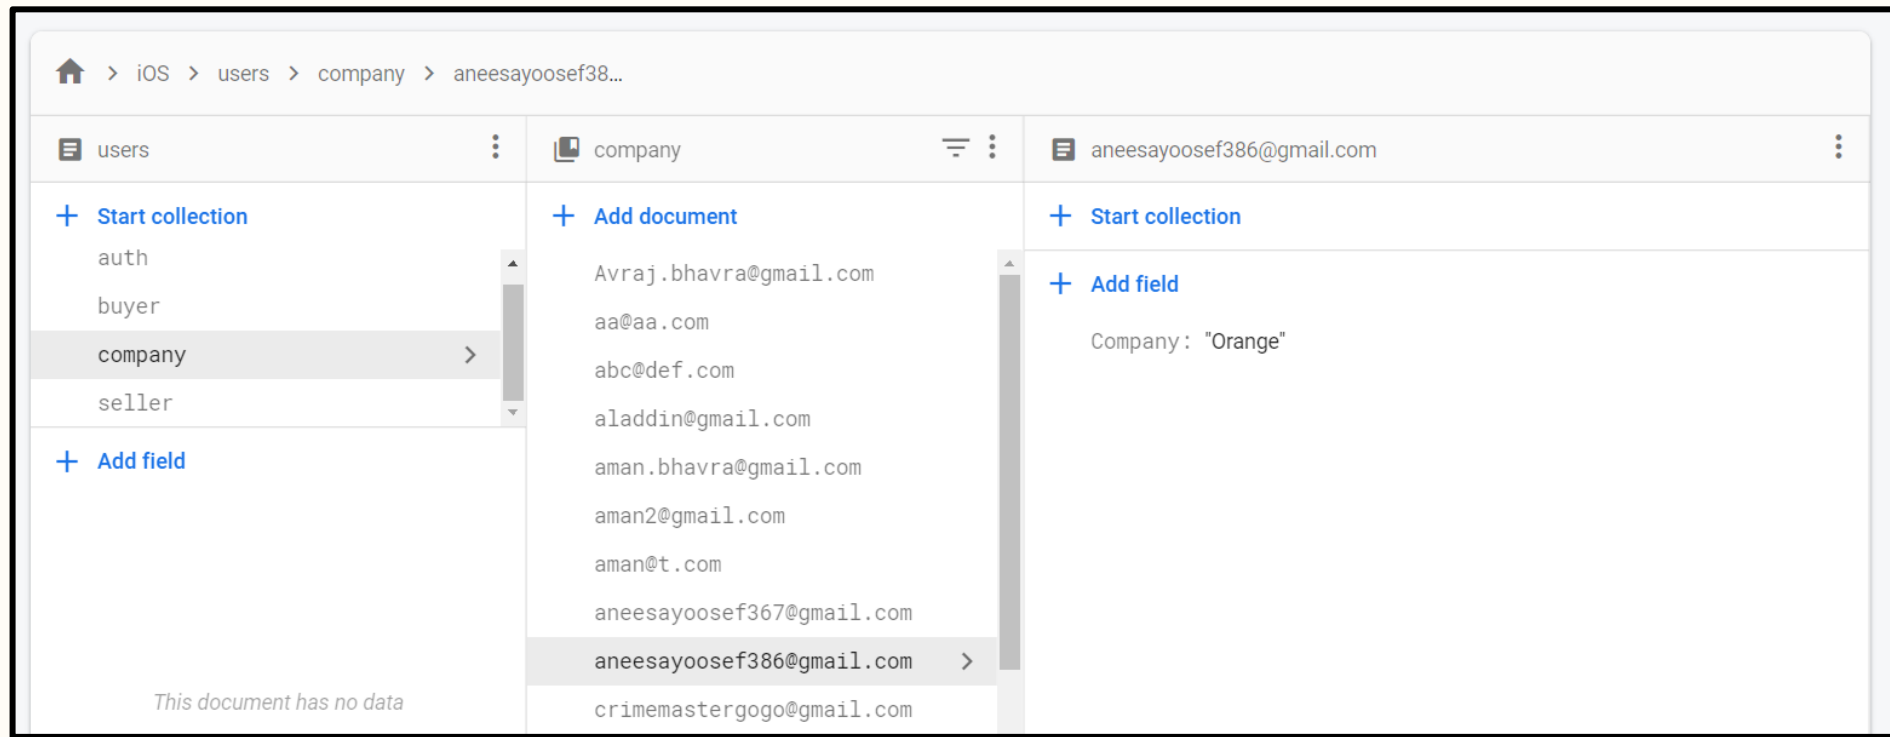 iOS > users > company > aneesayoosef38...
users
Start collection
auth
buyer
company
seller
Add field
This document has no data
company
Add document
Avraj.bhavra@gmail.com
aa@aa.com
abc@def.com
aladdin@gmail.com
aman.bhavra@gmail.com
aman2@gmail.com
aman@t.com
aneesayoosef367@gmail.com
aneesayoosef386@gmail.com
crimemastergogo@gmail.com
aneesayoosef386@gmail.com
Start collection
Add field
Company: "Orange"